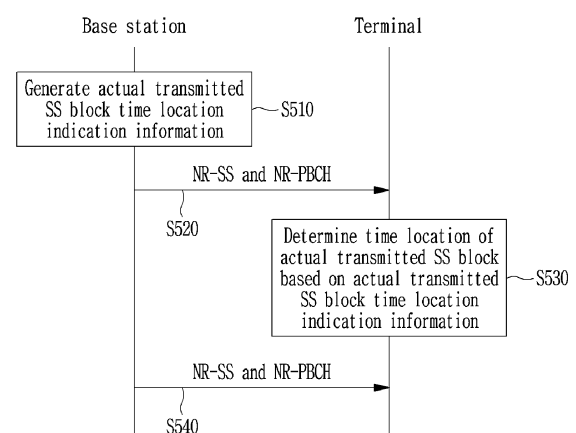 Base station
Terminal
Generate actual transmitted
SS block time location
indication information
S510
NR-SS and NR-PBCH
S520
Determine time location of
actual transmitted SS block
based on actual transmitted
SS block time location
indication information
S530
NR-SS and NR-PBCH
S540